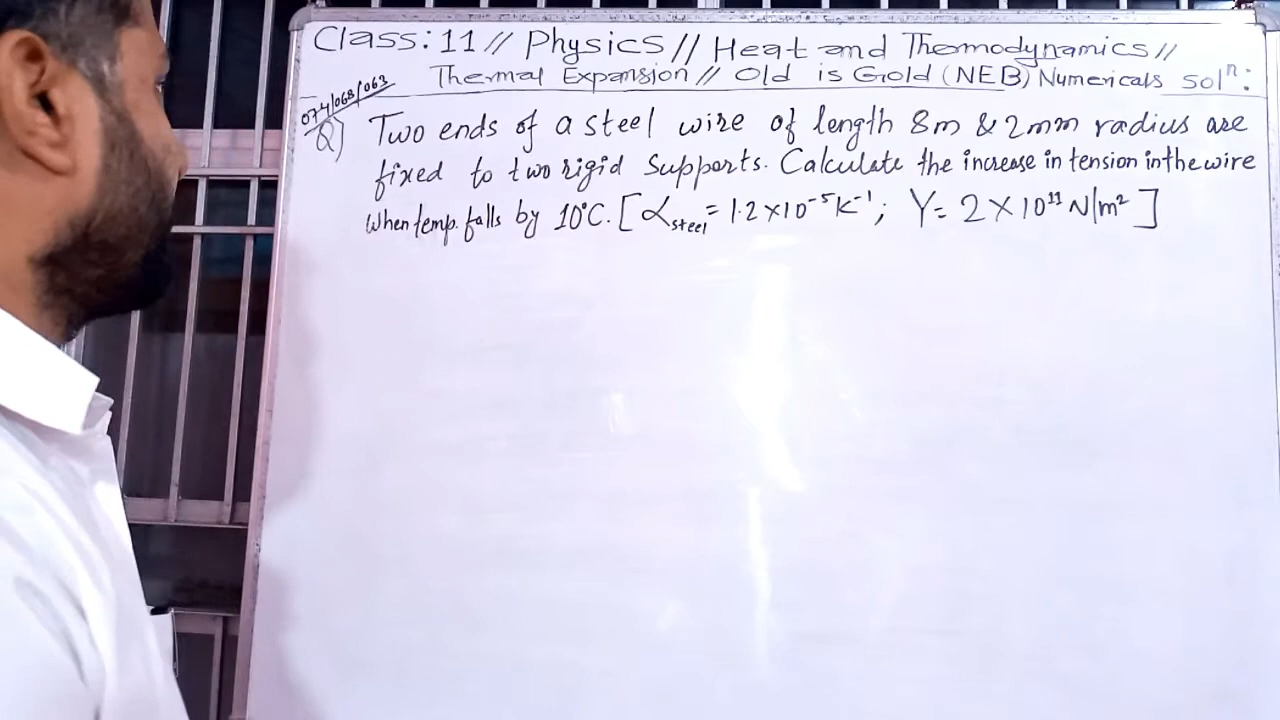 Class: 11 // Physics // Heat and Thermodynamics //
Thermal Expansion // Old is Gold (NEB) Numericals solⁿ:
074/068/063
Q) Two ends of a steel wire of length 8m & 2mm radius are
fixed to two rigid supports. Calculate the increase in tension in the wire
when temp. falls by 10°C. [αsteel = 1.2 × 10⁻⁵ K⁻¹; Y = 2 × 10¹¹ N/m²]